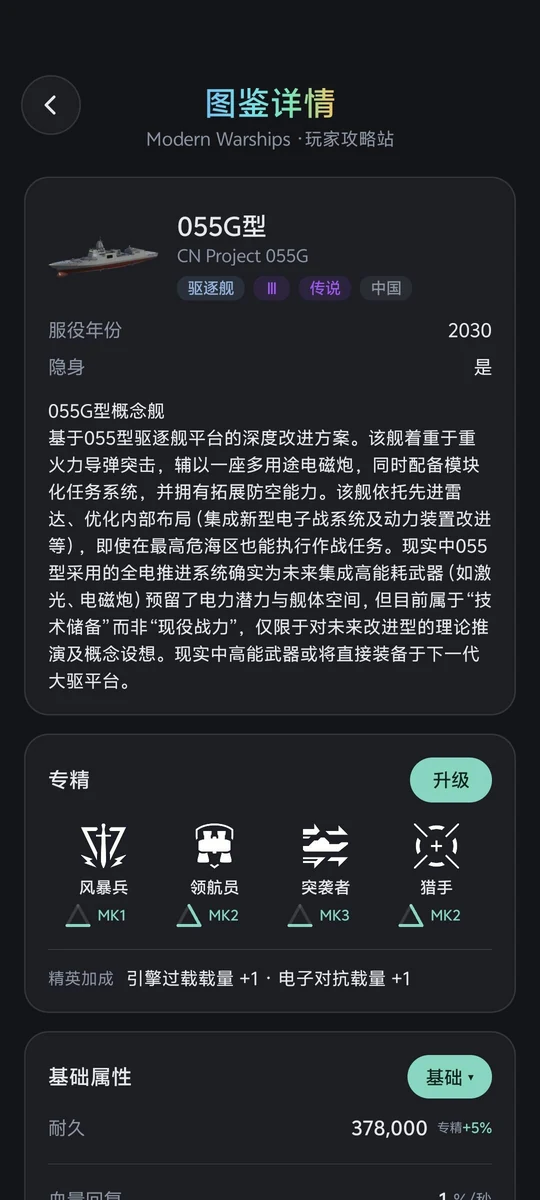 图鉴详情
Modern Warships · 玩家攻略站
055G型
CN Project 055G
驱逐舰 Ⅲ 传说 中国
服役年份 2030
隐身 是
055G型概念舰
基于055型驱逐舰平台的深度改进方案。该舰着重于重
火力导弹突击，辅以一座多用途电磁炮，同时配备模块
化任务系统，并拥有拓展防空能力。该舰依托先进雷
达、优化内部布局（集成新型电子战系统及动力装置改进
等），即使在最高危海区也能执行作战任务。现实中055
型采用的全电推进系统确实为未来集成高能耗武器（如激
光、电磁炮）预留了电力潜力与舰体空间，但目前属于“技
术储备”而非“现役战力”，仅限于对未来改进型的理论推
演及概念设想。现实中高能武器或将直接装备于下一代
大驱平台。
专精 升级
风暴兵 领航员 突袭者 猎手
MK1 MK2 MK3 MK2
精英加成 引擎过载载量 +1 · 电子对抗载量 +1
基础属性 基础 ▾
耐久 378,000 专精+5%
血量回复 1 %/秒